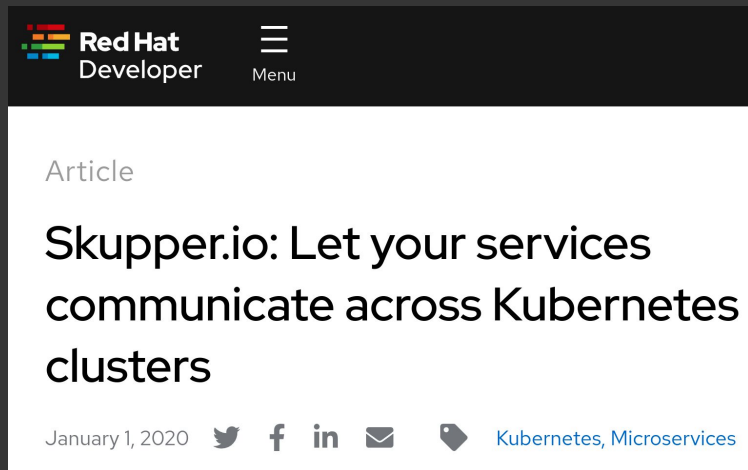 Red Hat
Developer
Menu
Article
Skupper.io: Let your services
communicate across Kubernetes
clusters
January 1, 2020 Kubernetes, Microservices